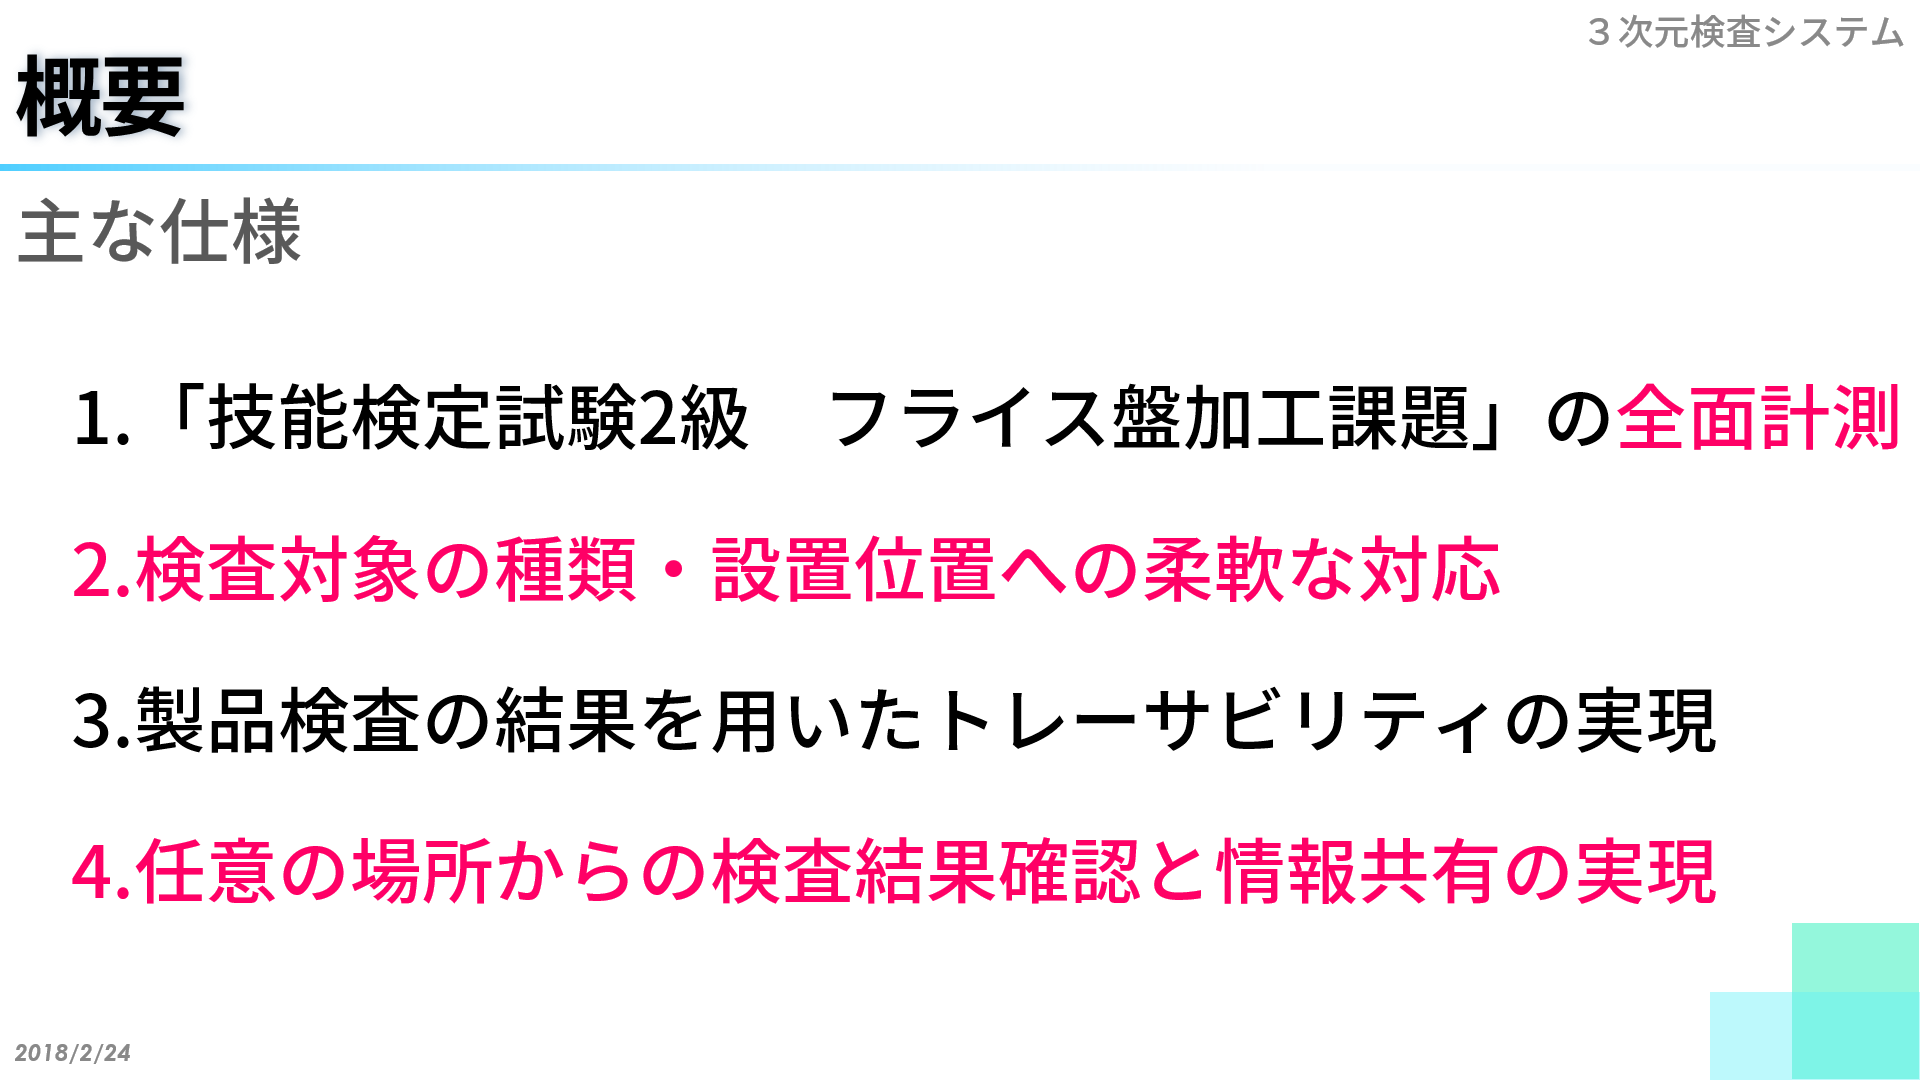 ３次元検査システム
概要
主な仕様
1.「技能検定試験2級　フライス盤加工課題」の全面計測
2.検査対象の種類・設置位置への柔軟な対応
3.製品検査の結果を用いたトレーサビリティの実現
4.任意の場所からの検査結果確認と情報共有の実現
2018/2/24